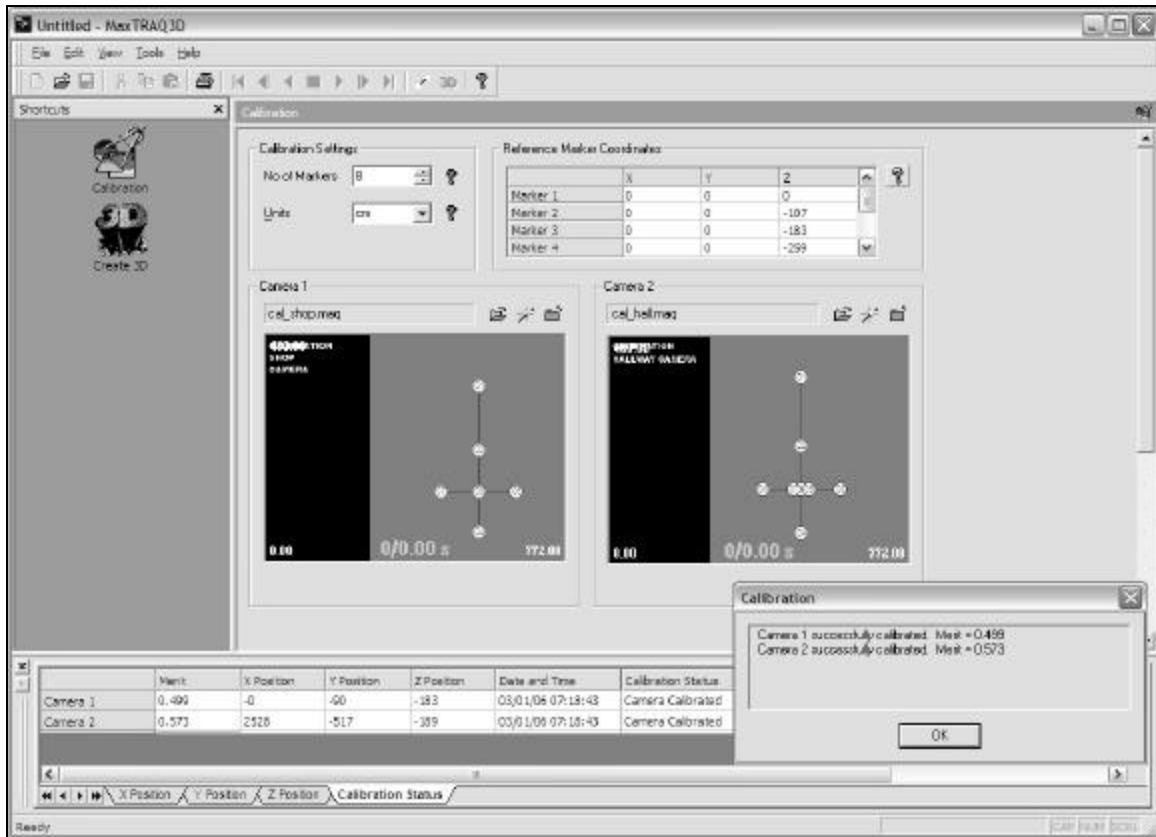 Untitled - MaxTRAQ3D
File Edit View Tools Help
3D
Shortcuts
Calibration
Create 3D
Calibration
Calibration Settings
No of Markers 8
Units cm
Reference Marker Coordinates
X Y Z
Marker 1 0 0 0
Marker 2 0 0 -107
Marker 3 0 0 -183
Marker 4 0 0 -259
Camera 1
cal_shop.maq
SHOP
CAMERA
0.00 0/0.00 s 772.00
Camera 2
cal_hall.maq
HALLWAY CAMERA
0.00 0/0.00 s 772.00
Calibration
Camera 1 successfully calibrated. Merit = 0.499
Camera 2 successfully calibrated. Merit = 0.573
OK
Merit X Position Y Position Z Position Date and Time Calibration Status
Camera 1 0.499 -0 -90 -183 03/01/06 07:18:43 Camera Calibrated
Camera 2 0.573 2528 -517 -189 03/01/06 07:18:43 Camera Calibrated
X Position Y Position Z Position Calibration Status
Ready CAP NUM SCRL